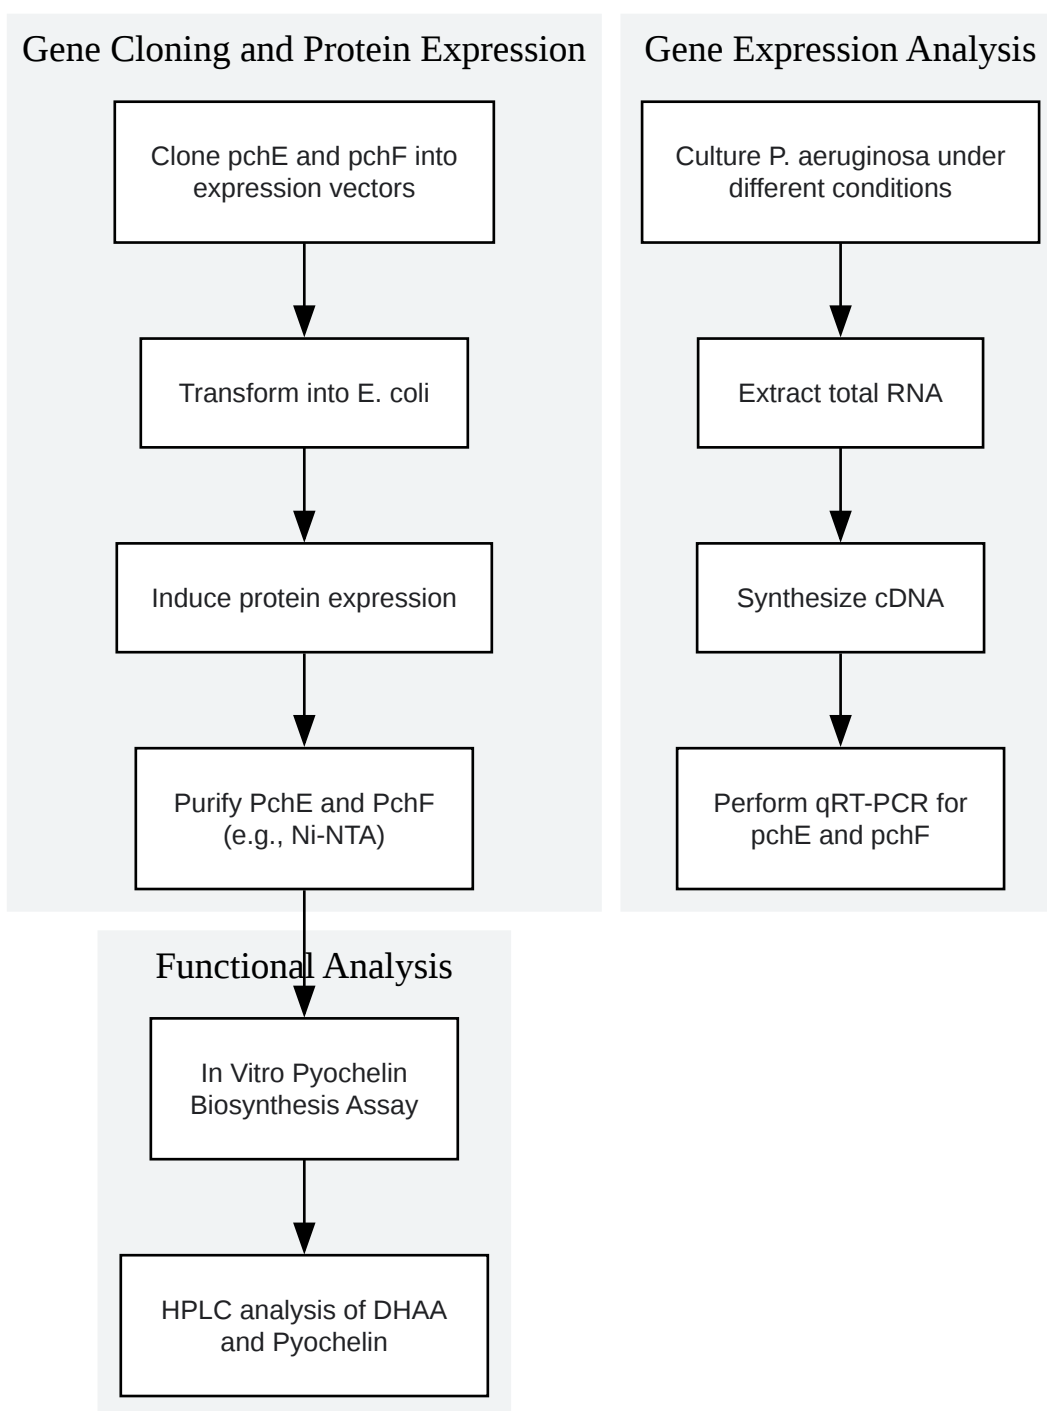 Gene Cloning and Protein Expression
Clone pchE and pchF into
expression vectors
Transform into E. coli
Induce protein expression
Purify PchE and PchF
(e.g., Ni-NTA)
Functional Analysis
In Vitro Pyochelin
Biosynthesis Assay
HPLC analysis of DHAA
and Pyochelin
Gene Expression Analysis
Culture P. aeruginosa under
different conditions
Extract total RNA
Synthesize cDNA
Perform qRT-PCR for
pchE and pchF